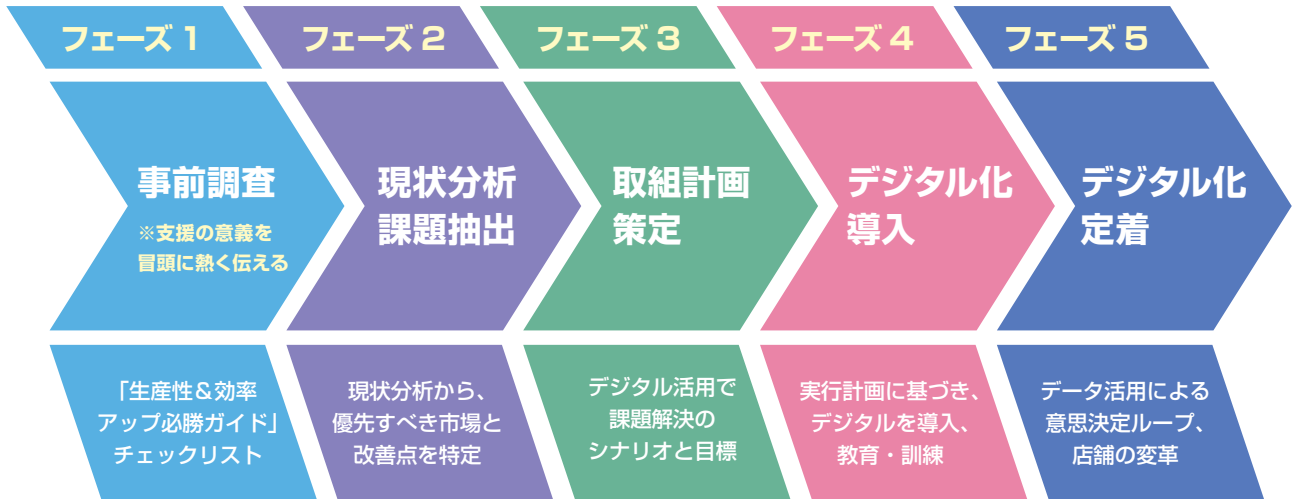 フェーズ 1
フェーズ 2
フェーズ 3
フェーズ 4
フェーズ 5
事前調査
※支援の意義を
冒頭に熱く伝える
現状分析
課題抽出
取組計画
策定
デジタル化
導入
デジタル化
定着
「生産性&効率
アップ必勝ガイド」
チェックリスト
現状分析から、
優先すべき市場と
改善点を特定
デジタル活用で
課題解決の
シナリオと目標
実行計画に基づき、
デジタルを導入、
教育・訓練
データ活用による
意思決定ループ、
店舗の変革